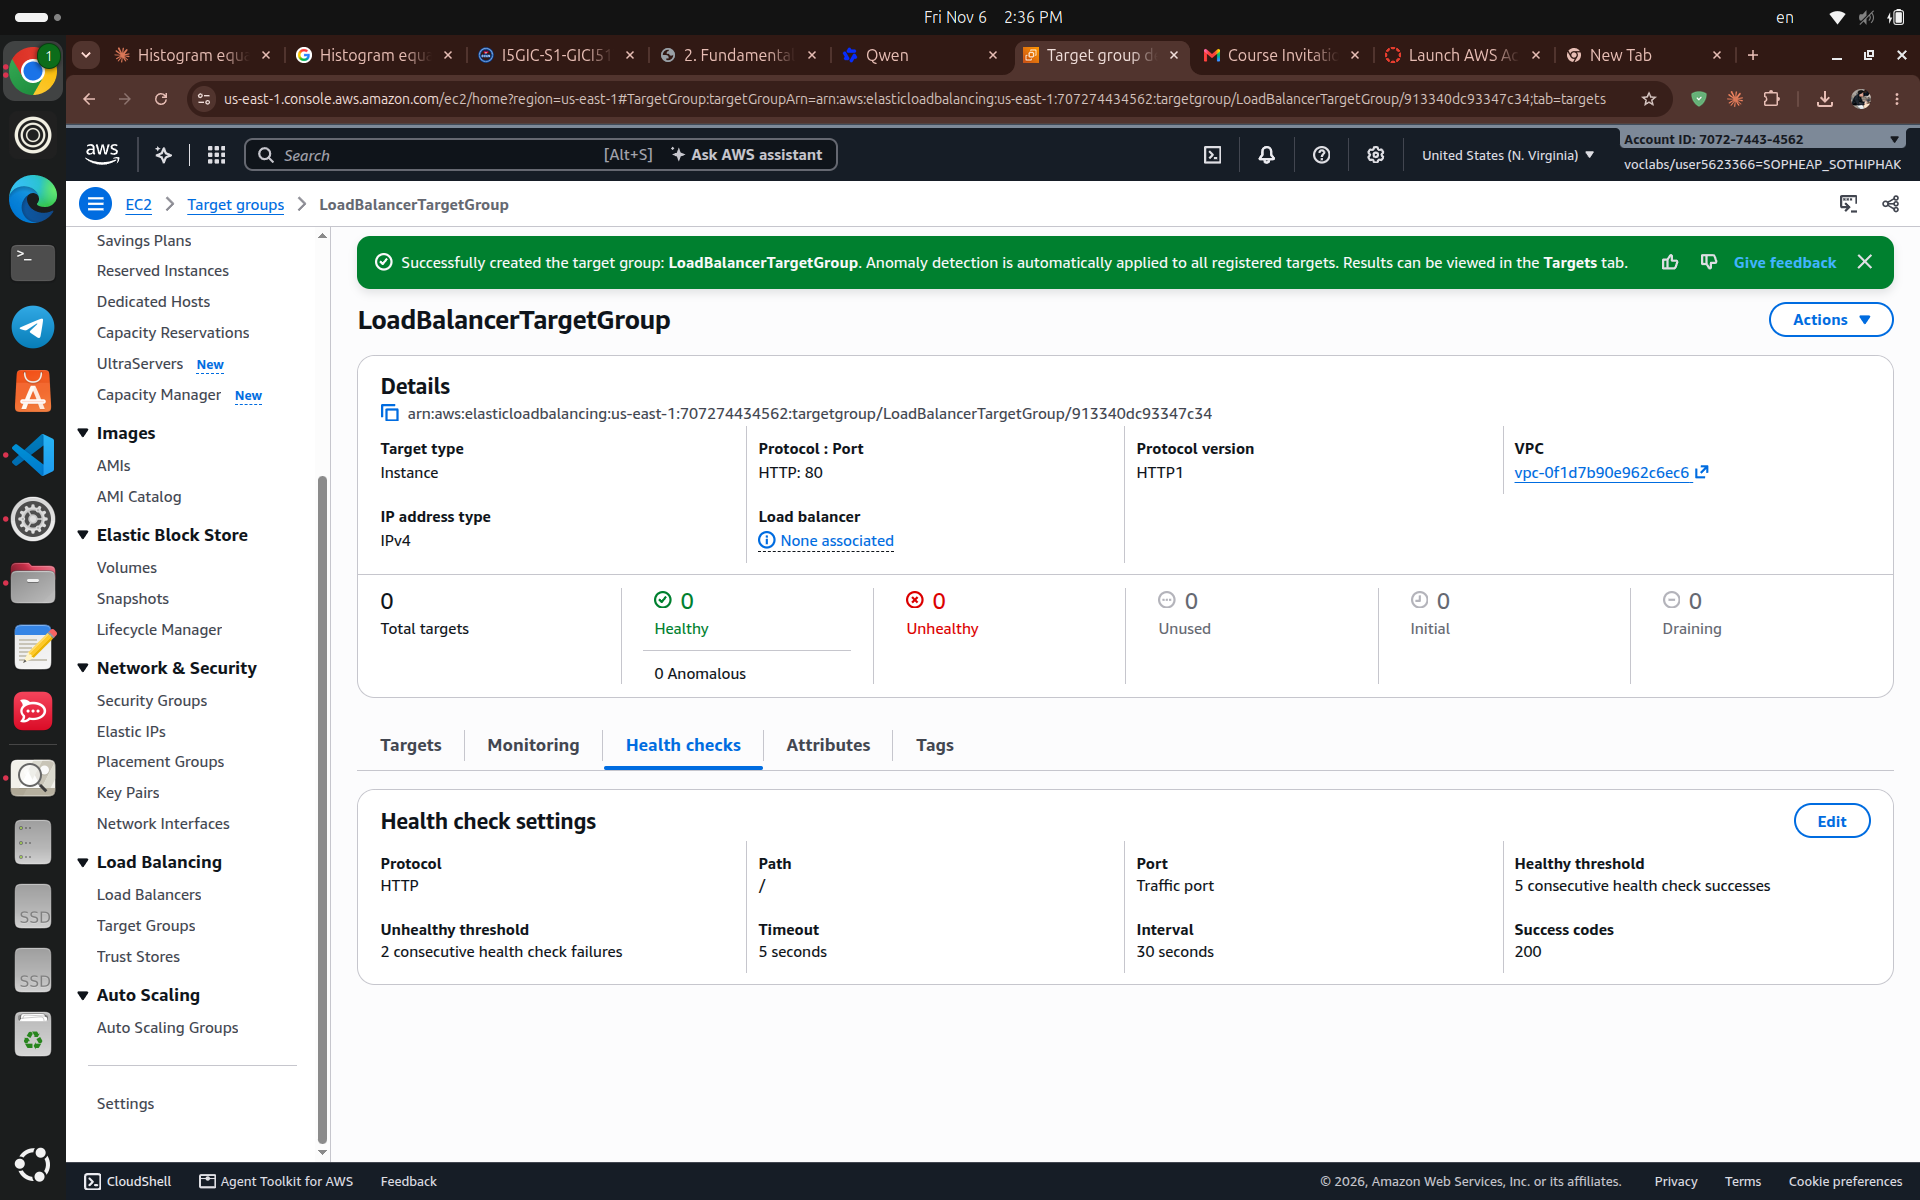 Fri Nov 6 2:36 PM
en
1
Histogram equa
Histogram equa
I5GIC-S1-GICI51
2. Fundamental
Qwen
Target group d
Course Invitatio
Launch AWS Ac
New Tab
us-east-1.console.aws.amazon.com/ec2/home?region=us-east-1#TargetGroup:targetGroupArn=arn:aws:elasticloadbalancing:us-east-1:707274434562:targetgroup/LoadBalancerTargetGroup/913340dc93347c34;tab=targets
aws
Search
[Alt+S]
Ask AWS assistant
United States (N. Virginia)
Account ID: 7072-7443-4562
voclabs/user5623366=SOPHEAP_SOTHIPHAK
EC2
Target groups
LoadBalancerTargetGroup
Savings Plans
Reserved Instances
Dedicated Hosts
Capacity Reservations
UltraServers New
Capacity Manager New
Images
AMIs
AMI Catalog
Elastic Block Store
Volumes
Snapshots
Lifecycle Manager
Network & Security
Security Groups
Elastic IPs
Placement Groups
Key Pairs
Network Interfaces
Load Balancing
Load Balancers
Target Groups
Trust Stores
Auto Scaling
Auto Scaling Groups
Settings
Successfully created the target group: LoadBalancerTargetGroup. Anomaly detection is automatically applied to all registered targets. Results can be viewed in the Targets tab.
Give feedback
LoadBalancerTargetGroup
Actions
Details
arn:aws:elasticloadbalancing:us-east-1:707274434562:targetgroup/LoadBalancerTargetGroup/913340dc93347c34
Target type
Instance
Protocol : Port
HTTP: 80
Protocol version
HTTP1
VPC
vpc-0f1d7b90e962c6ec6
IP address type
IPv4
Load balancer
None associated
0
Total targets
0
Healthy
0 Anomalous
0
Unhealthy
0
Unused
0
Initial
0
Draining
Targets
Monitoring
Health checks
Attributes
Tags
Health check settings
Edit
Protocol
HTTP
Path
/
Port
Traffic port
Healthy threshold
5 consecutive health check successes
Unhealthy threshold
2 consecutive health check failures
Timeout
5 seconds
Interval
30 seconds
Success codes
200
SSD
SSD
CloudShell
Agent Toolkit for AWS
Feedback
© 2026, Amazon Web Services, Inc. or its affiliates.
Privacy
Terms
Cookie preferences